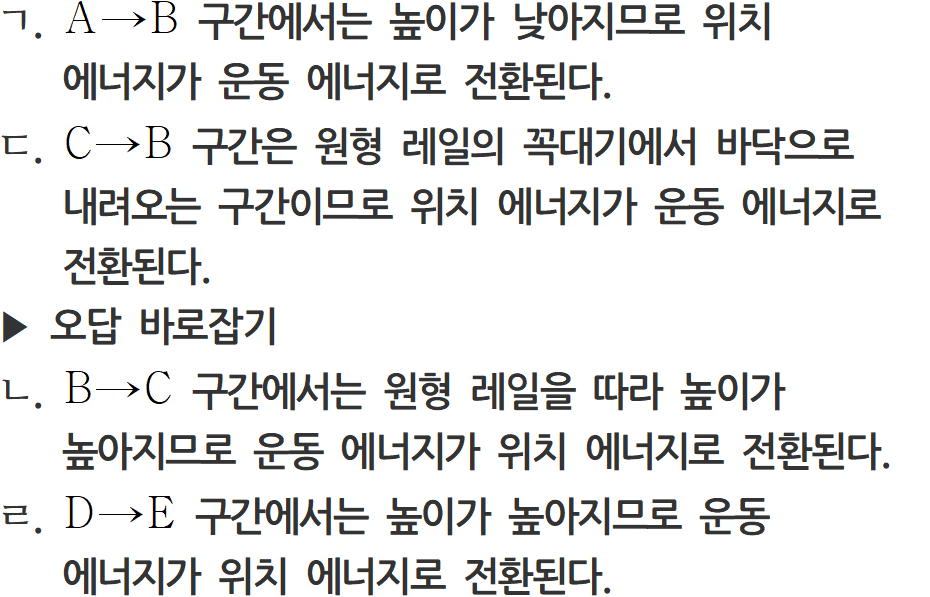 ㄱ. A→B 구간에서는 높이가 낮아지므로 위치
에너지가 운동 에너지로 전환된다.
ㄷ. C→B 구간은 원형 레일의 꼭대기에서 바닥으로
내려오는 구간이므로 위치 에너지가 운동 에너지로
전환된다.
▶ 오답 바로잡기
ㄴ. B→C 구간에서는 원형 레일을 따라 높이가
높아지므로 운동 에너지가 위치 에너지로 전환된다.
ㄹ. D→E 구간에서는 높이가 높아지므로 운동
에너지가 위치 에너지로 전환된다.